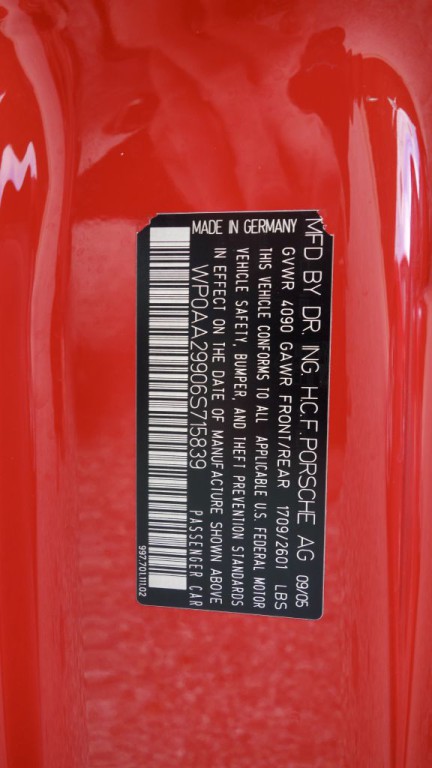 MFD BY DR. ING. H.C.F. PORSCHE AG 09/05
GVWR 4090 GAWR FRONT/REAR 1709/2601 LBS
THIS VEHICLE CONFORMS TO ALL APPLICABLE U.S. FEDERAL MOTOR
VEHICLE SAFETY, BUMPER, AND THEFT PREVENTION STANDARDS
IN EFFECT ON THE DATE OF MANUFACTURE SHOWN ABOVE
WP0AA29906S715839 PASSENGER CAR
MADE IN GERMANY
997.701.111.02